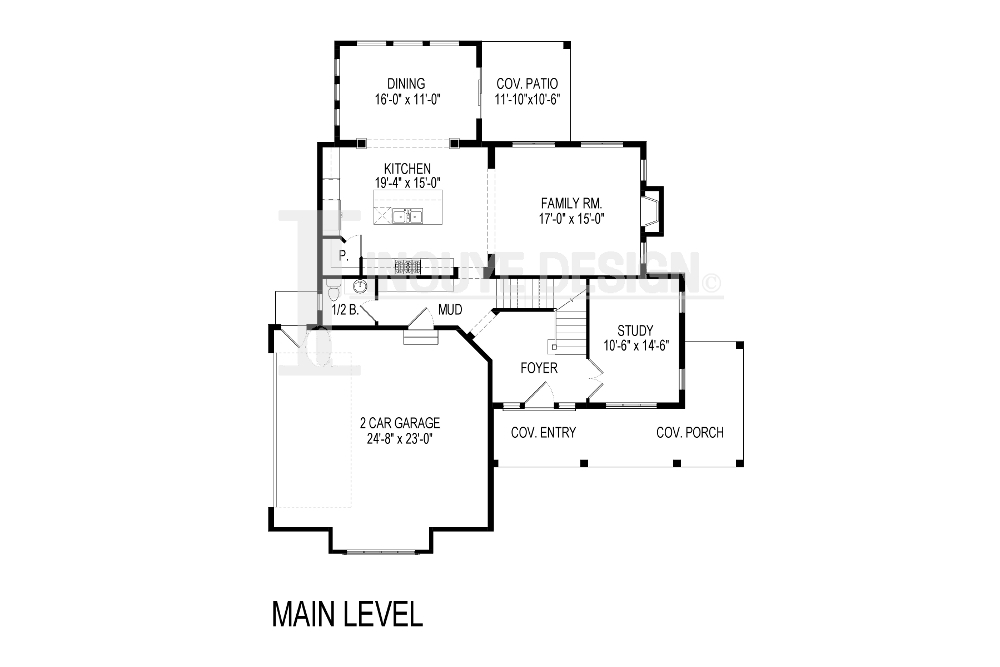 DINING
16'-0" x 11'-0"
COV. PATIO
11'-10"x10'-6"
KITCHEN
19'-4" x 15'-0"
FAMILY RM.
17'-0" x 15'-0"
P.
INOUYE DESIGN©
1/2 B.
MUD
STUDY
10'-6" x 14'-6"
FOYER
2 CAR GARAGE
24'-8" x 23'-0"
COV. ENTRY
COV. PORCH
MAIN LEVEL